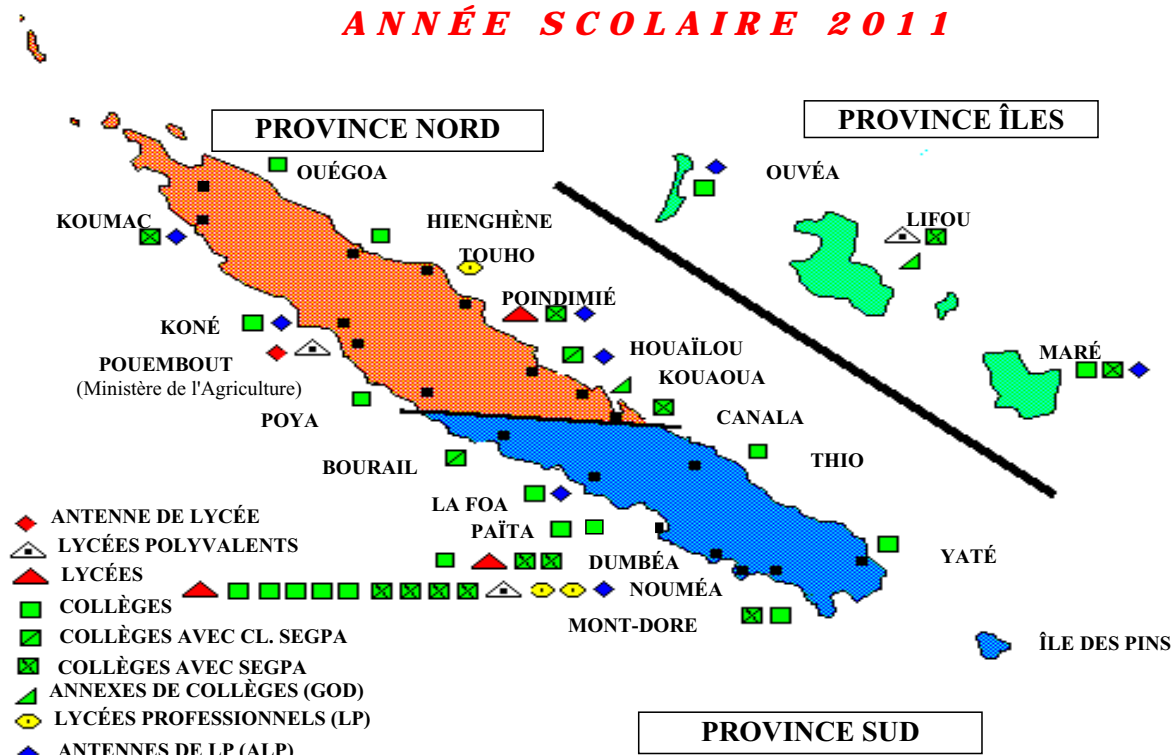 ANNÉE SCOLAIRE 2011
PROVINCE NORD
PROVINCE ÎLES
OUÉGOA
OUVÉA
KOUMAC
HIENGHÈNE
LIFOU
TOUHO
POINDIMIÉ
KONÉ
HOUAÏLOU
MARÉ
POUEMBOUT
(Ministère de l'Agriculture)
KOUAOUA
POYA
CANALA
BOURAIL
THIO
LA FOA
PAÏTA
DUMBÉA
YATÉ
NOUMÉA
MONT-DORE
ÎLE DES PINS
ANTENNE DE LYCÉE
LYCÉES POLYVALENTS
LYCÉES
COLLÈGES
COLLÈGES AVEC CL. SEGPA
COLLÈGES AVEC SEGPA
ANNEXES DE COLLÈGES (GOD)
LYCÉES PROFESSIONNELS (LP)
ANTENNES DE LP (ALP)
PROVINCE SUD